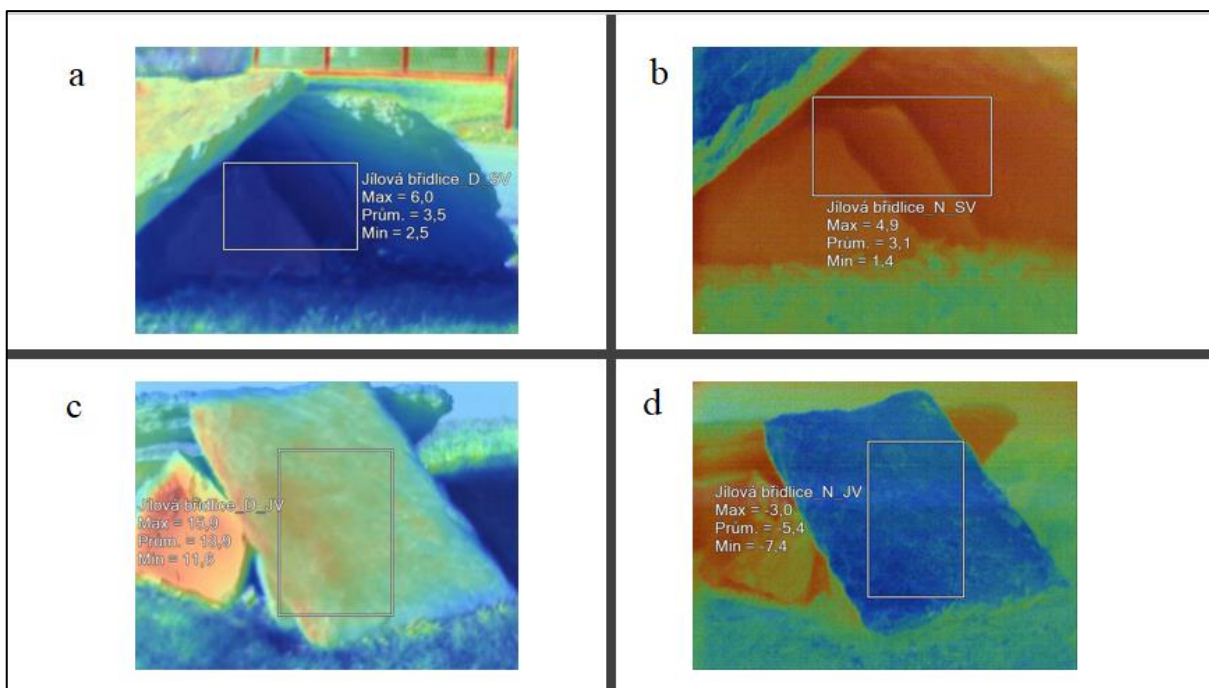 a
Jílová břidlice_D_SV
Max = 6,0
Prům. = 3,5
Min = 2,5
b
Jílová břidlice_N_SV
Max = 4,9
Prům. = 3,1
Min = 1,4
c
Jílová břidlice_D_JV
Max = 15,9
Prům. = 13,9
Min = 11,6
d
Jílová břidlice_N_JV
Max = -3,0
Prům. = -5,4
Min = -7,4